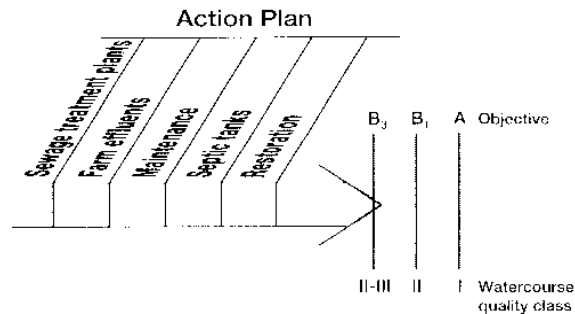 Action Plan
Sewage treatment plants
Farm effluents
Maintenance
Septic tanks
Restoration
B3 B1 A Objective
II-III II I Watercourse
quality class